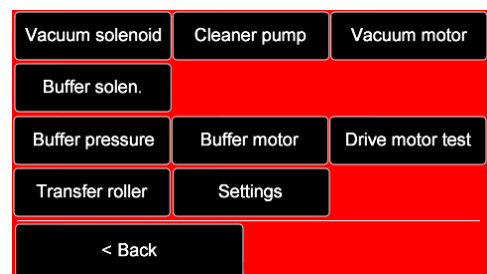 Vacuum solenoid Cleaner pump Vacuum motor
Buffer solen.
Buffer pressure Buffer motor Drive motor test
Transfer roller Settings
< Back